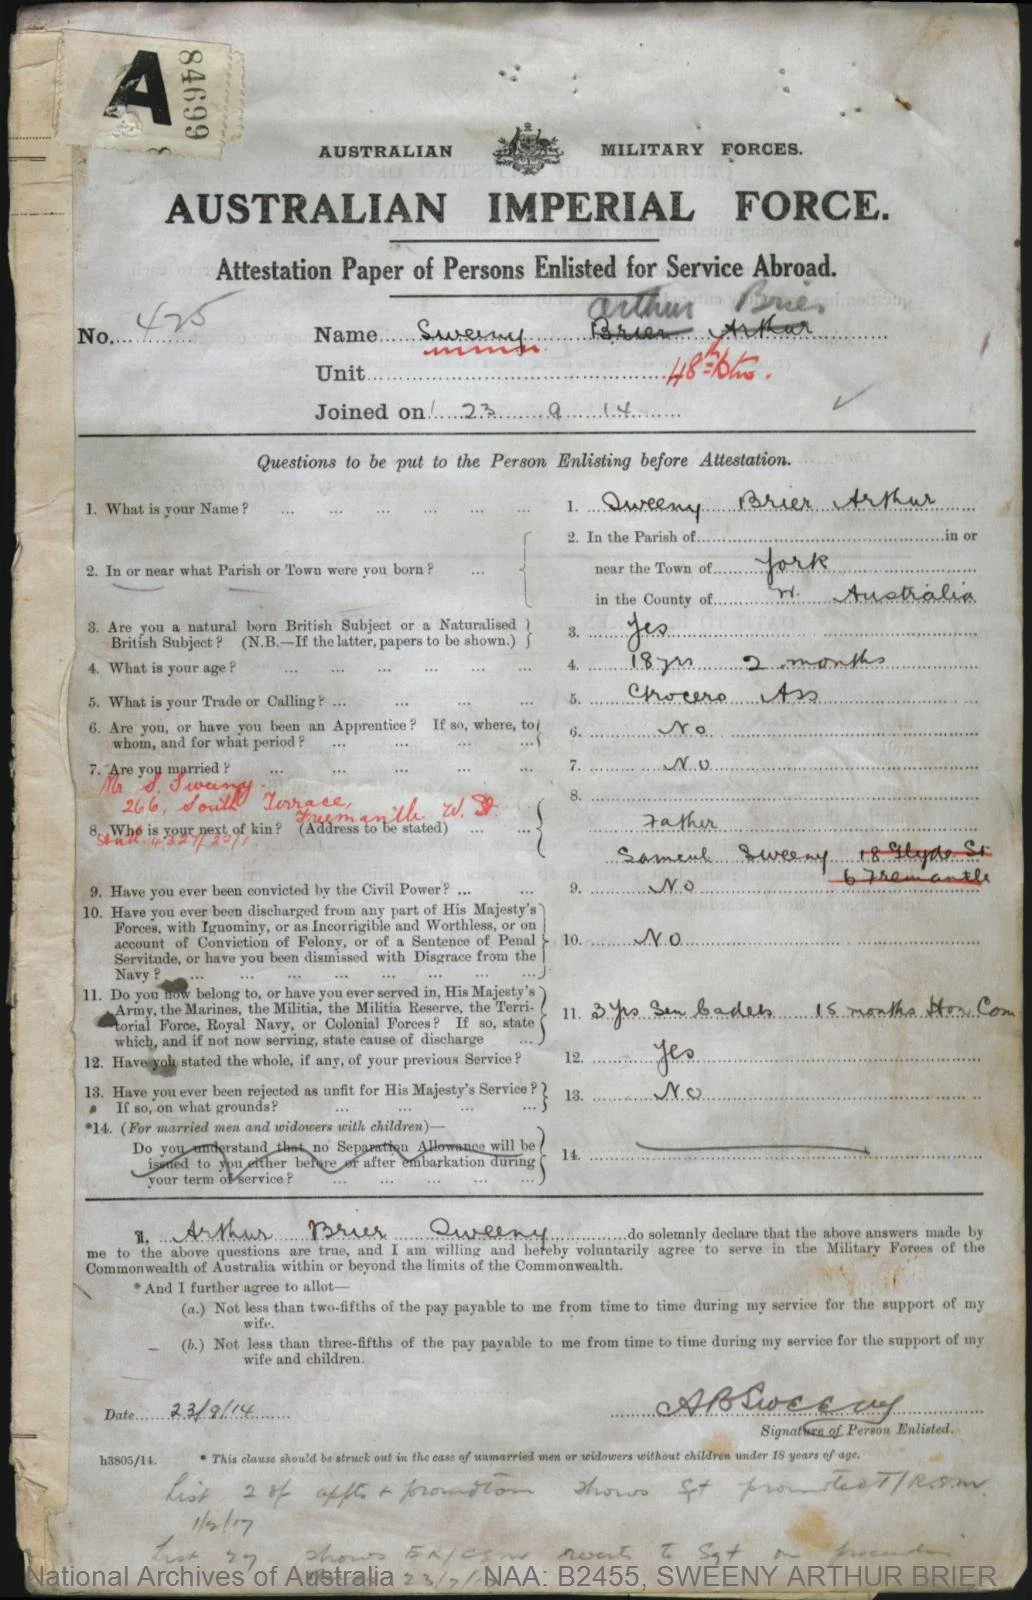 A 84699
AUSTRALIAN MILITARY FORCES.
AUSTRALIAN IMPERIAL FORCE.
Attestation Paper of Persons Enlisted for Service Abroad.
Arthur Brier
No. 425 Name Sweeny Brier Arthur
Unit 48th Btn.
Joined on 23 9 14
Questions to be put to the Person Enlisting before Attestation.
1. What is your Name? ... 1. Sweeny Brier Arthur
2. In or near what Parish or Town were you born? ... 2. In the Parish of ... in or
near the Town of York
in the County of W. Australia
3. Are you a natural born British Subject or a Naturalised
British Subject? (N.B.—If the latter, papers to be shown.) 3. Yes
4. What is your age? ... 4. 18 yrs 2 months
5. What is your Trade or Calling? ... 5. Grocers Ass
6. Are you, or have you been an Apprentice? If so, where, to
whom, and for what period? ... 6. No
7. Are you married? ... 7. No
Mr. S. Sweeny.
266, South Terrace,
Fremantle W.A.
8. Who is your next of kin? (Address to be stated) ... 8. Father
Samuel Sweeny 18 Glyde St
Fremantle
9. Have you ever been convicted by the Civil Power? ... 9. No
10. Have you ever been discharged from any part of His Majesty's
Forces, with Ignominy, or as Incorrigible and Worthless, or on
account of Conviction of Felony, or of a Sentence of Penal
Servitude, or have you been dismissed with Disgrace from the
Navy? ... 10. No
11. Do you now belong to, or have you ever served in, His Majesty's
Army, the Marines, the Militia, the Militia Reserve, the Terri-
torial Force, Royal Navy, or Colonial Forces? If so, state
which, and if not now serving, state cause of discharge ... 11. 3 Yrs Sen Cadets 15 months Hon Com
12. Have you stated the whole, if any, of your previous Service? 12. Yes
13. Have you ever been rejected as unfit for His Majesty's Service?
If so, on what grounds? ... 13. No
*14. (For married men and widowers with children)—
Do you understand that no Separation Allowance will be
issued to you either before or after embarkation during
your term of service? ... 14.
I, Arthur Brier Sweeny do solemnly declare that the above answers made by
me to the above questions are true, and I am willing and hereby voluntarily agree to serve in the Military Forces of the
Commonwealth of Australia within or beyond the limits of the Commonwealth.
*And I further agree to allot—
(a.) Not less than two-fifths of the pay payable to me from time to time during my service for the support of my
wife.
(b.) Not less than three-fifths of the pay payable to me from time to time during my service for the support of my
wife and children.
Date 23/9/14 A B Sweeny
Signature of Person Enlisted.
h3805/14. * This clause should be struck out in the case of unmarried men or widowers without children under 18 years of age.
List 2 of appts & promotion shows Sgt promoted T/R.S.M.
List 27 shows reverts to Sgt on
National Archives of Australia NAA: B2455, SWEENY ARTHUR BRIER